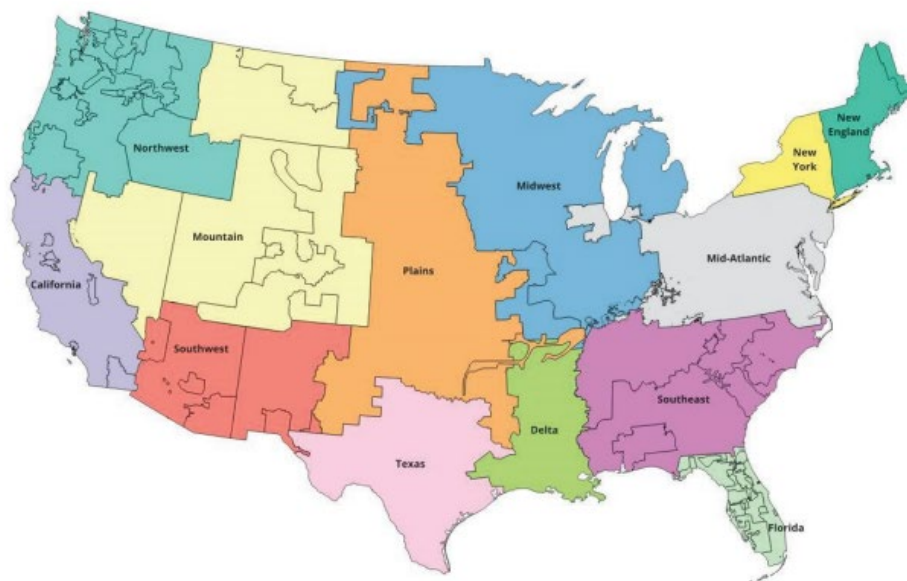 New
England
New
York
Northwest
Midwest
Mountain
Mid-Atlantic
Plains
California
Southwest
Southeast
Delta
Texas
Florida